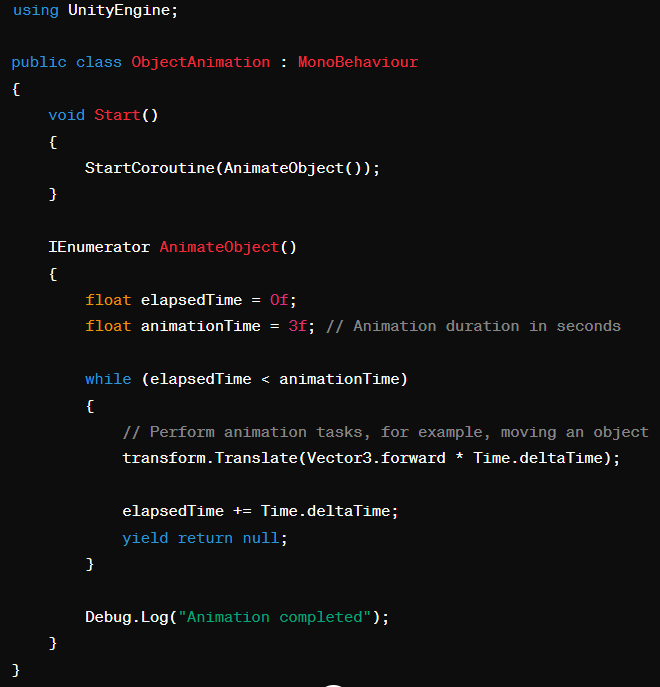 using UnityEngine;
public class ObjectAnimation : MonoBehaviour
{
    void Start()
    {
        StartCoroutine(AnimateObject());
    }
    IEnumerator AnimateObject()
    {
        float elapsedTime = 0f;
        float animationTime = 3f; // Animation duration in seconds
        while (elapsedTime < animationTime)
        {
            // Perform animation tasks, for example, moving an object
            transform.Translate(Vector3.forward * Time.deltaTime);
            elapsedTime += Time.deltaTime;
            yield return null;
        }
        Debug.Log("Animation completed");
    }
}